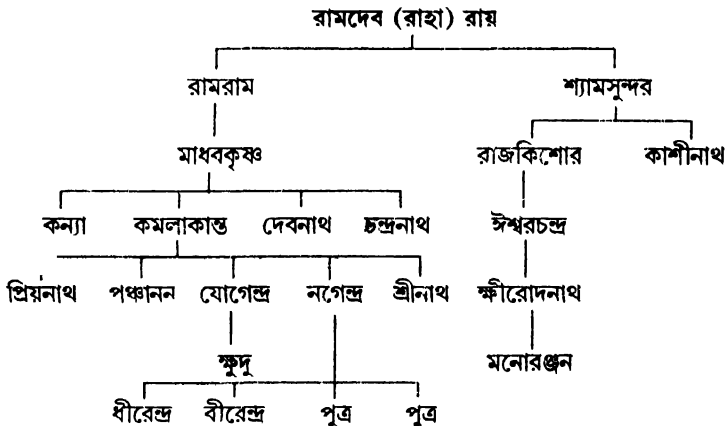 রামদেব (রাহা) রায়
রামরাম শ্যামসুন্দর
মাধবকৃষ্ণ রাজকিশোর কাশীনাথ
কন্যা কমলাকান্ত দেবনাথ চন্দ্রনাথ ঈশ্বরচন্দ্র
প্রিয়নাথ পঞ্চানন যোগেন্দ্র নগেন্দ্র শ্রীনাথ ক্ষীরোদনাথ
ক্ষুদু মনোরঞ্জন
ধীরেন্দ্র বীরেন্দ্র পুত্র পুত্র